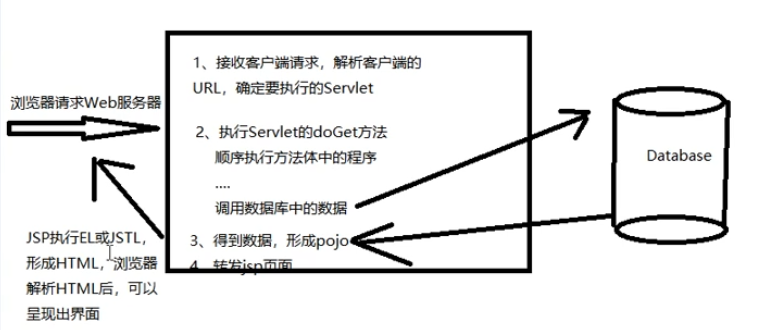 1、接收客户端请求，解析客户端的
URL，确定要执行的Servlet
浏览器请求Web服务器
2、执行Servlet的doGet方法
顺序执行方法体中的程序
....
调用数据库中的数据
Database
3、得到数据，形成pojo
4、转发jsp页面
JSP执行EL或JSTL，
形成HTML，浏览器
解析HTML后，可以
呈现出界面